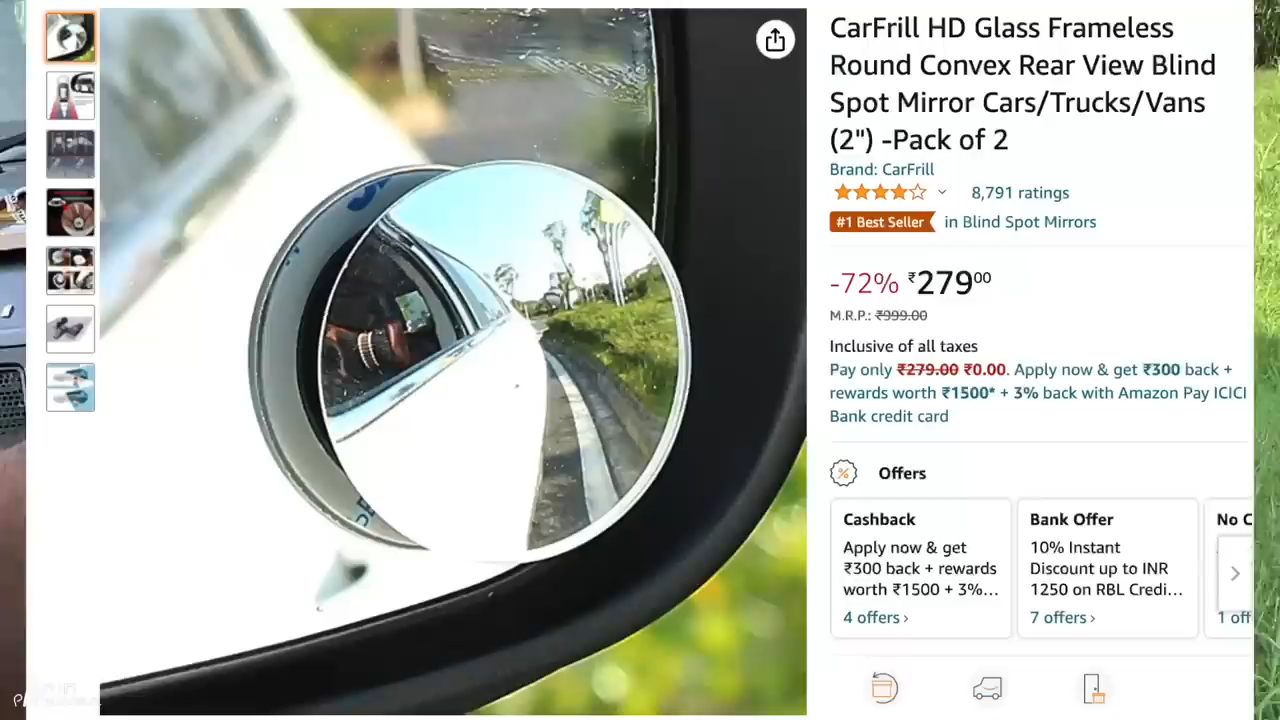 CarFrill HD Glass Frameless
Round Convex Rear View Blind
Spot Mirror Cars/Trucks/Vans
(2") -Pack of 2
Brand: CarFrill
8,791 ratings
#1 Best Seller in Blind Spot Mirrors
-72% ₹279⁰⁰
M.R.P.: ₹999.00
Inclusive of all taxes
Pay only ₹279.00 ₹0.00. Apply now & get ₹300 back +
rewards worth ₹1500* + 3% back with Amazon Pay ICICI
Bank credit card
Offers
Cashback
Apply now & get
₹300 back + rewards
worth ₹1500 + 3%...
4 offers ›
Bank Offer
10% Instant
Discount up to INR
1250 on RBL Credi...
7 offers ›
No C
1 off